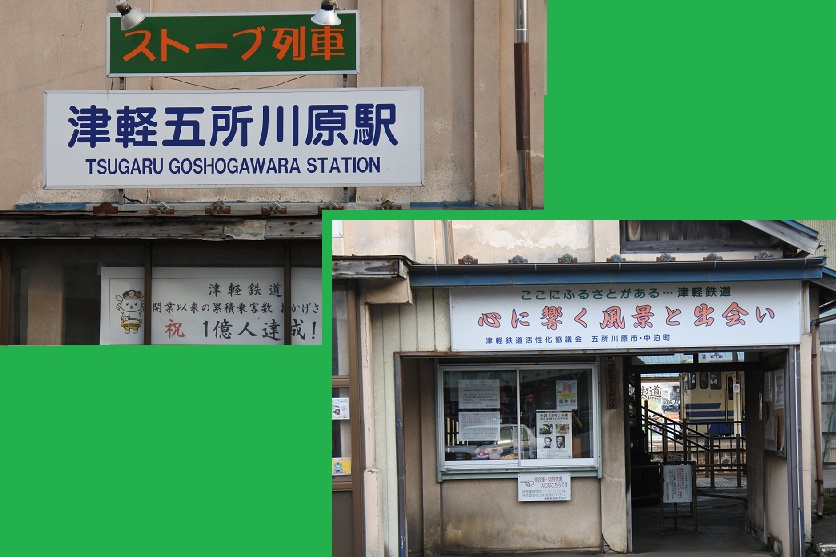 ストーブ列車
津軽五所川原駅
TSUGARU GOSHOGAWARA STATION
津軽鉄道
開業以来の累積乗客数 おかげさ
祝 1億人達成!
ここにふるさとがある…津軽鉄道
心に響く風景と出会い
津軽鉄道活性化協議会 五所川原市・中泊町